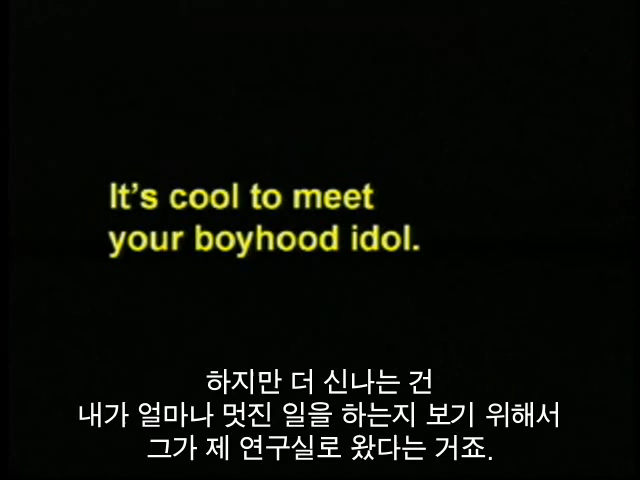 It's cool to meet
your boyhood idol.
하지만 더 신나는 건
내가 얼마나 멋진 일을 하는지 보기 위해서
그가 제 연구실로 왔다는 거죠.